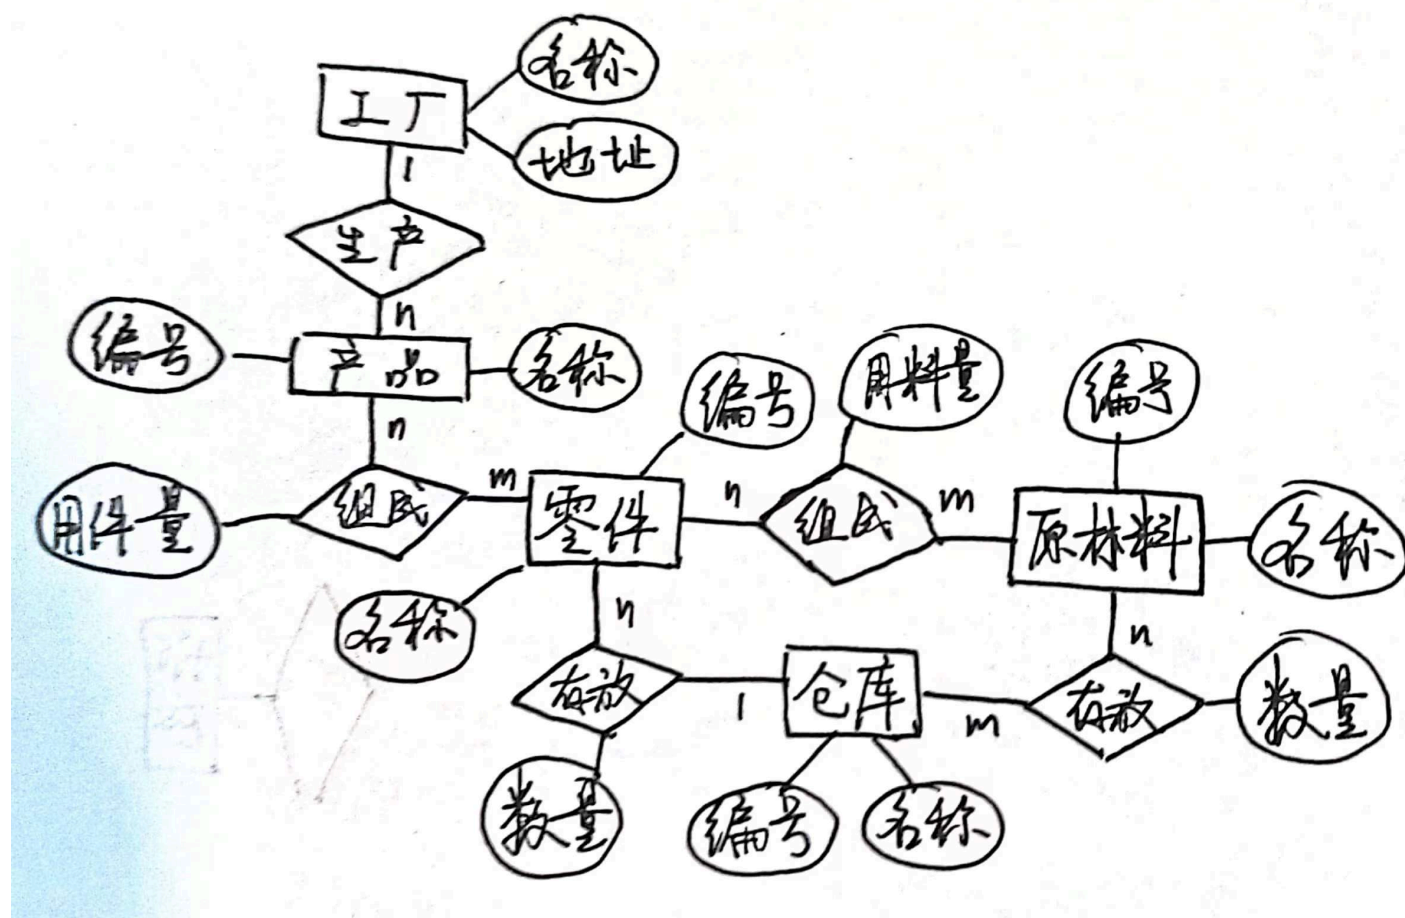 名称
工厂
地址
1
生产
n
编号
产品
名称
编号
用料量
编号
n
用件量
组成
m
零件
n
组成
m
原材料
名称
名称
n
n
存放
1
仓库
m
存放
数量
数量
编号
名称